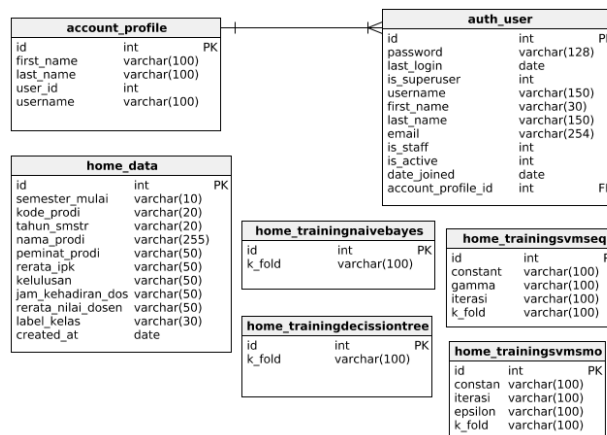 account_profile
id int PK
first_name varchar(100)
last_name varchar(100)
user_id int
username varchar(100)
auth_user
id int
password varchar(128)
last_login date
is_superuser int
username varchar(150)
first_name varchar(30)
last_name varchar(150)
email varchar(254)
is_staff int
is_active int
date_joined date
account_profile_id int
home_data
id int PK
semester_mulai varchar(10)
kode_prodi varchar(20)
tahun_smstr varchar(20)
nama_prodi varchar(255)
peminat_prodi varchar(50)
rerata_ipk varchar(50)
kelulusan varchar(50)
jam_kehadiran_dos varchar(50)
rerata_nilai_dosen varchar(50)
label_kelas varchar(30)
created_at date
home_trainingnaivebayes
id int PK
k_fold varchar(100)
home_trainingdecissiontree
id int PK
k_fold varchar(100)
home_trainingsvmseq
id int
constant varchar(100)
gamma varchar(100)
iterasi varchar(100)
k_fold varchar(100)
home_trainingsvmsmo
id int PK
constan varchar(100)
iterasi varchar(100)
epsilon varchar(100)
k_fold varchar(100)